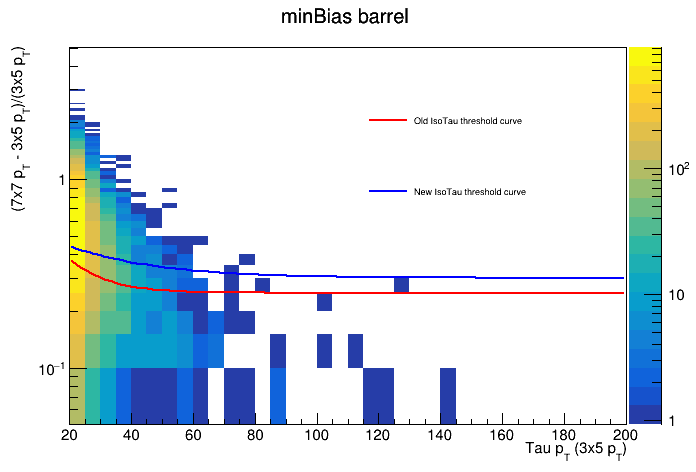 minBias barrel
(7x7 p_T - 3x5 p_T)/(3x5 p_T)
1
10^-1
Old IsoTau threshold curve
New IsoTau threshold curve
10^2
10
1
20 40 60 80 100 120 140 160 180 200
Tau p_T (3x5 p_T)